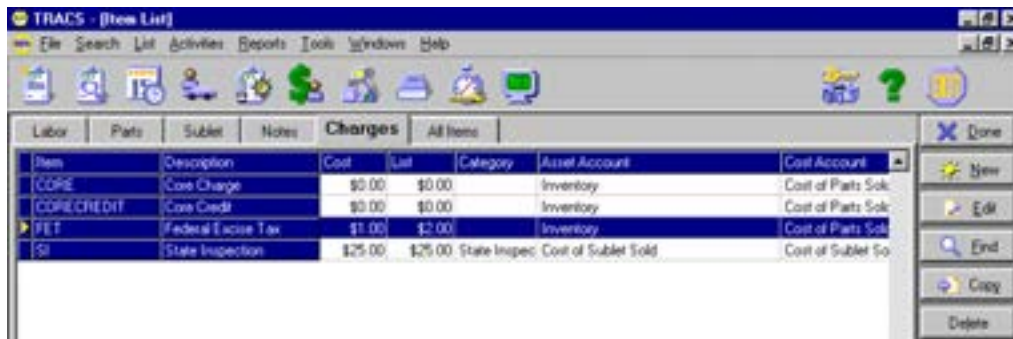 TRACS - [Item List]
File Search List Activities Reports Tools Windows Help
Labor Parts Sublet Notes Charges All Items
Done
Item Description Cost List Category Asset Account Cost Account
New
CORE Core Charge $0.00 $0.00 Inventory Cost of Parts Sol
CORECREDIT Core Credit $0.00 $0.00 Inventory Cost of Parts Sol
Edit
FET Federal Excise Tax $1.00 $2.00 Inventory Cost of Parts Sol
SI State Inspection $25.00 $25.00 State Inspec Cost of Sublet Sold Cost of Sublet So
Find
Copy
Delete